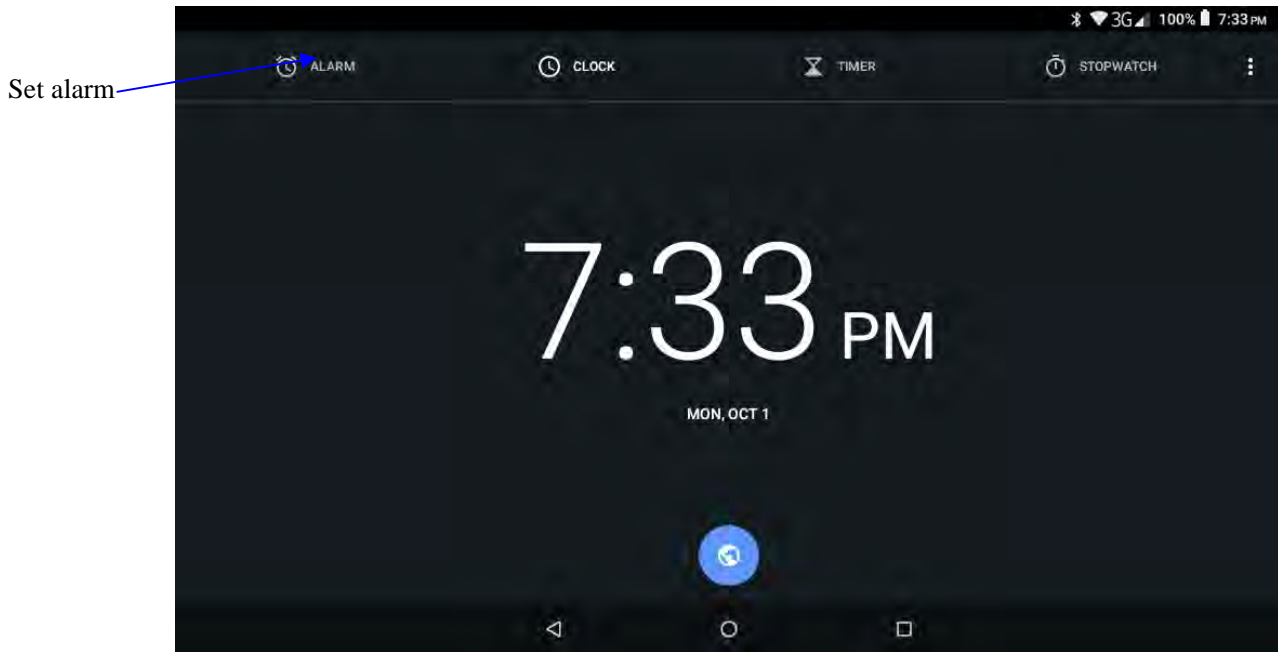 3G 100% 7:33 PM
ALARM CLOCK TIMER STOPWATCH
Set alarm
7:33 PM
MON, OCT 1